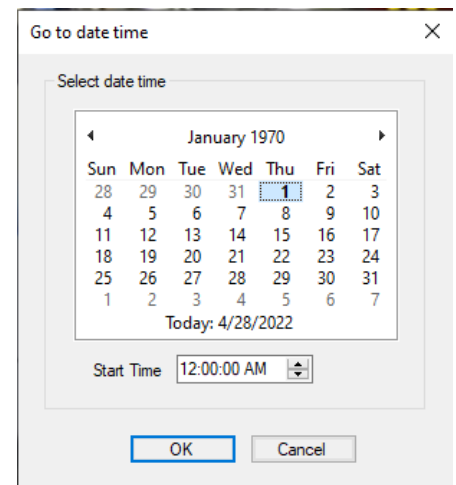 Go to date time
Select date time
January 1970
Sun Mon Tue Wed Thu Fri Sat
28 29 30 31 1 2 3
4 5 6 7 8 9 10
11 12 13 14 15 16 17
18 19 20 21 22 23 24
25 26 27 28 29 30 31
1 2 3 4 5 6 7
Today: 4/28/2022
Start Time 12:00:00 AM
OK Cancel